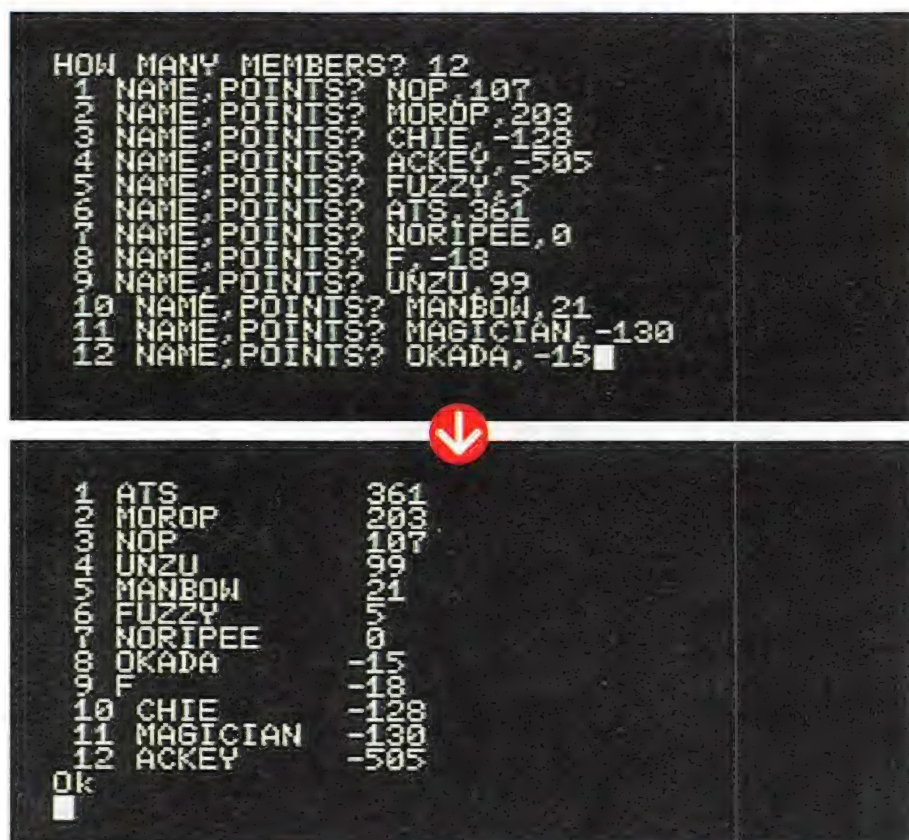 HOW MANY MEMBERS? 12
1 NAME,POINTS? NOP,107
2 NAME,POINTS? MOROP,203
3 NAME,POINTS? CHIE,-128
4 NAME,POINTS? ACKEY,-505
5 NAME,POINTS? FUZZY,5
6 NAME,POINTS? ATS,361
7 NAME,POINTS? NORIPEE,0
8 NAME,POINTS? F,-18
9 NAME,POINTS? UNZU,99
10 NAME,POINTS? MANBOW,21
11 NAME,POINTS? MAGICIAN,-130
12 NAME,POINTS? OKADA,-15
1 ATS 361
2 MOROP 203
3 NOP 107
4 UNZU 99
5 MANBOW 21
6 FUZZY 5
7 NORIPEE 0
8 OKADA -15
9 F -18
10 CHIE -128
11 MAGICIAN -130
12 ACKEY -505
Ok